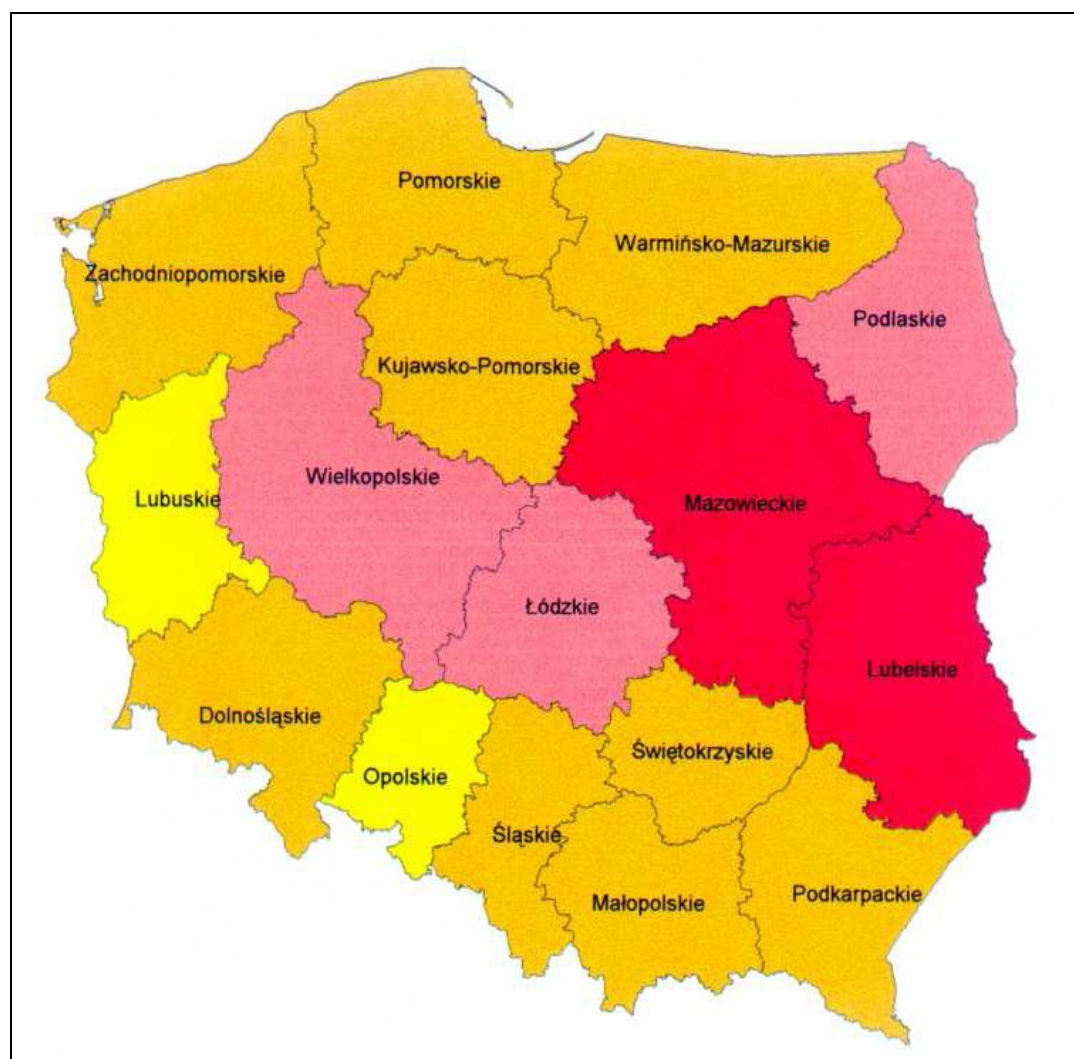 Pomorskie
Warmińsko-Mazurskie
Zachodniopomorskie
Podlaskie
Kujawsko-Pomorskie
Wielkopolskie
Lubuskie
Mazowieckie
Łódzkie
Lubelskie
Dolnośląskie
Świętokrzyskie
Opolskie
Śląskie
Podkarpackie
Małopolskie